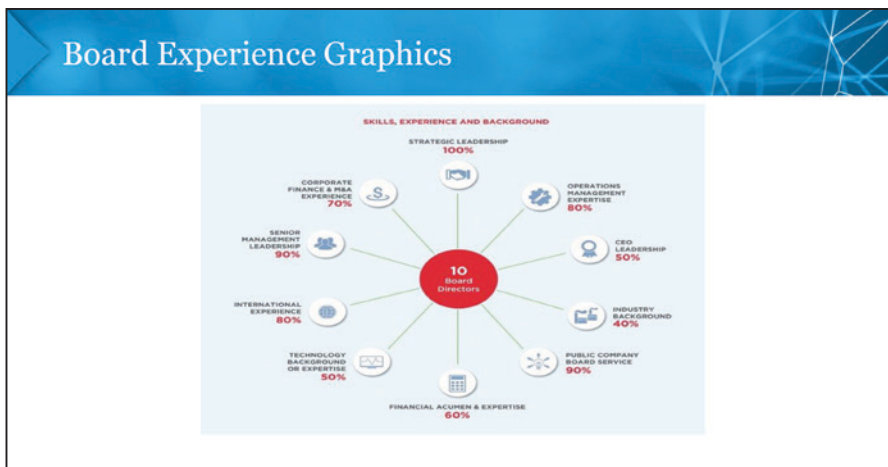 Board Experience Graphics
SKILLS, EXPERIENCE AND BACKGROUND
STRATEGIC LEADERSHIP
100%
CORPORATE
FINANCE & M&A
EXPERIENCE
70%
OPERATIONS
MANAGEMENT
EXPERTISE
80%
SENIOR
MANAGEMENT
LEADERSHIP
90%
CEO
LEADERSHIP
50%
10
Board
Directors
INTERNATIONAL
EXPERIENCE
80%
INDUSTRY
BACKGROUND
40%
TECHNOLOGY
BACKGROUND
OR EXPERTISE
50%
PUBLIC COMPANY
BOARD SERVICE
90%
FINANCIAL ACUMEN & EXPERTISE
60%